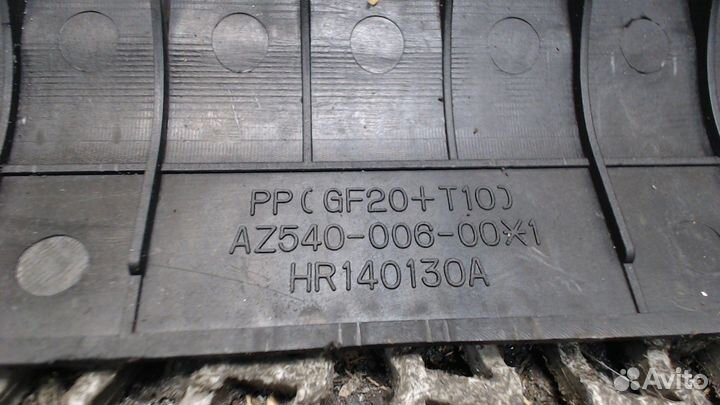 PP(GF20+T10)
AZ540-006-00※1
HR140130A
Avito